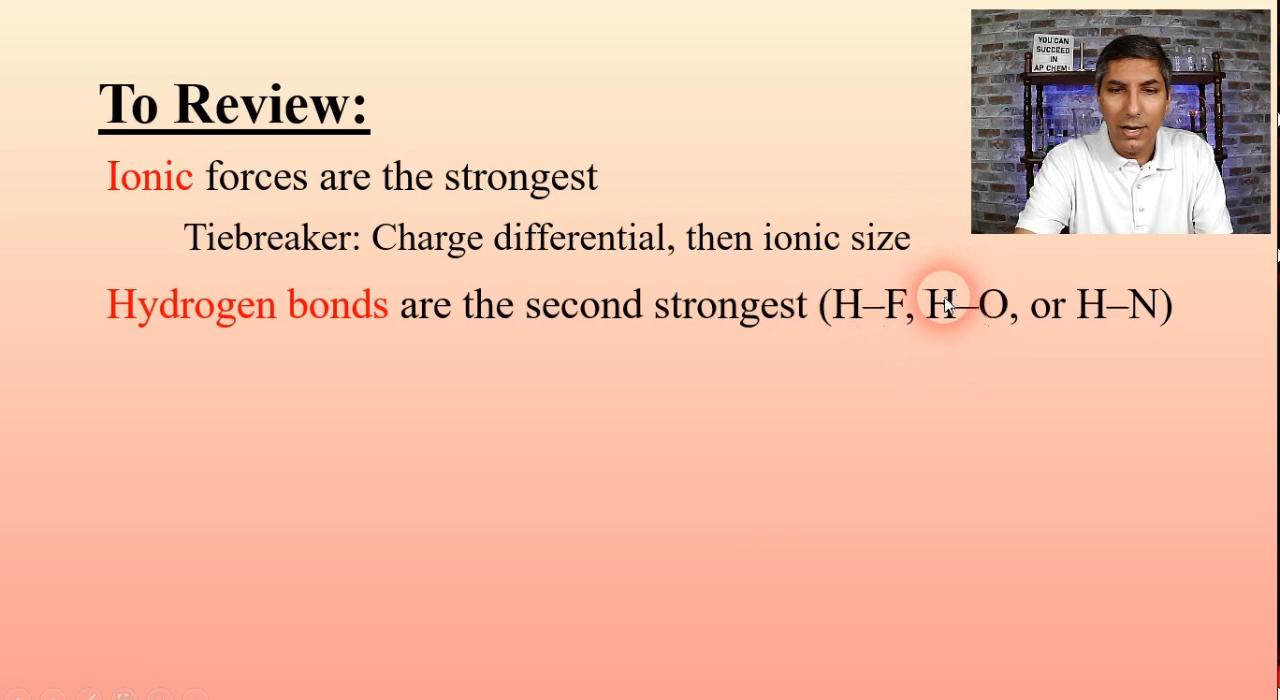 To Review:
Ionic forces are the strongest
Tiebreaker: Charge differential, then ionic size
Hydrogen bonds are the second strongest (H–F, H–O, or H–N)
YOU CAN
SUCCEED
IN
AP CHEM!